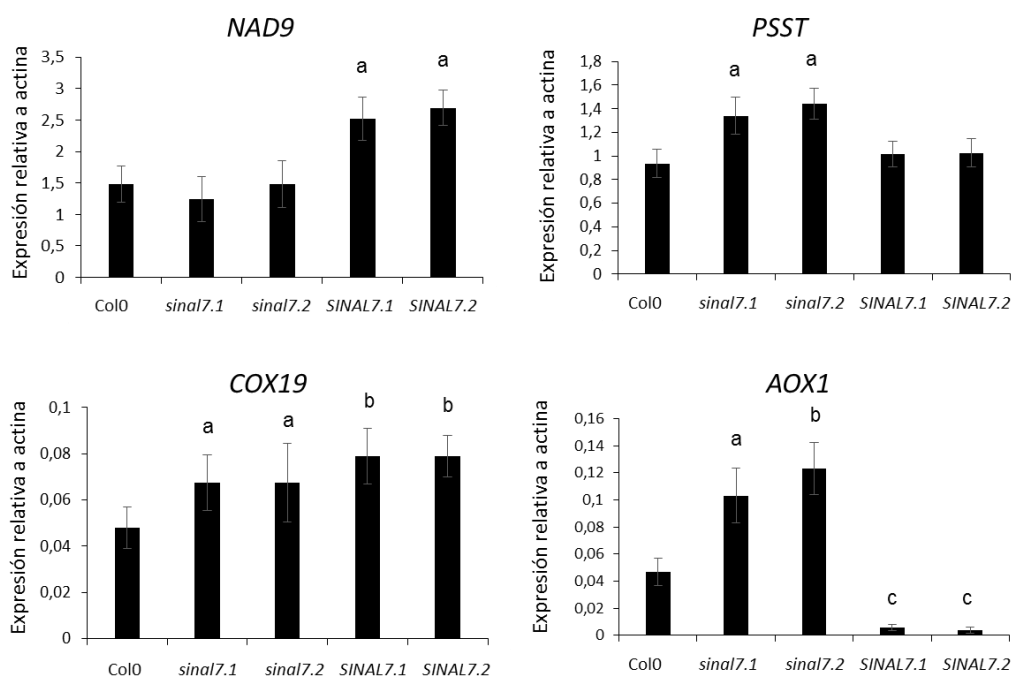 NAD9
Expresión relativa a actina
3,5
3
2,5
2
1,5
1
0,5
0
a a
Col0 sinal7.1 sinal7.2 SINAL7.1 SINAL7.2
PSST
Expresión relativa a actina
1,8
1,6
1,4
1,2
1
0,8
0,6
0,4
0,2
0
a a
Col0 sinal7.1 sinal7.2 SINAL7.1 SINAL7.2
COX19
Expresión relativa a actina
0,1
0,08
0,06
0,04
0,02
0
a a b b
Col0 sinal7.1 sinal7.2 SINAL7.1 SINAL7.2
AOX1
Expresión relativa a actina
0,16
0,14
0,12
0,1
0,08
0,06
0,04
0,02
0
a b c c
Col0 sinal7.1 sinal7.2 SINAL7.1 SINAL7.2